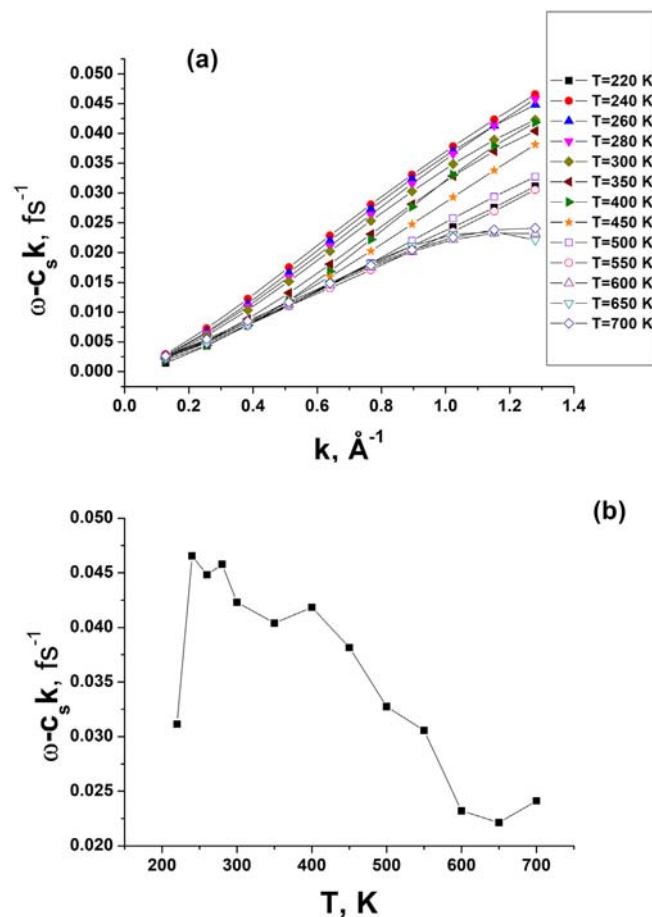 (a)
0.050
0.045
0.040
0.035
0.030
0.025
0.020
0.015
0.010
0.005
0.000
ω-cₛk, fs⁻¹
0.0 0.2 0.4 0.6 0.8 1.0 1.2 1.4
k, Å⁻¹
T=220 K
T=240 K
T=260 K
T=280 K
T=300 K
T=350 K
T=400 K
T=450 K
T=500 K
T=550 K
T=600 K
T=650 K
T=700 K
(b)
0.050
0.045
0.040
0.035
0.030
0.025
0.020
ω-cₛk, fs⁻¹
200 300 400 500 600 700
T, K